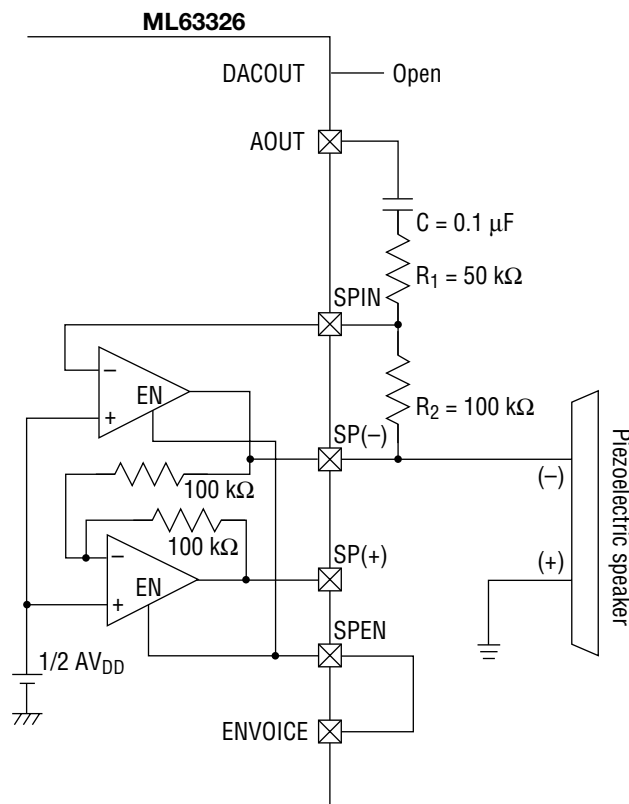 ML63326
DACOUT
Open
AOUT
C = 0.1 μF
R₁ = 50 kΩ
SPIN
−
EN
+
R₂ = 100 kΩ
SP(–)
(–)
100 kΩ
100 kΩ
−
EN
+
SP(+)
(+)
Piezoelectric speaker
SPEN
1/2 AV_DD
ENVOICE